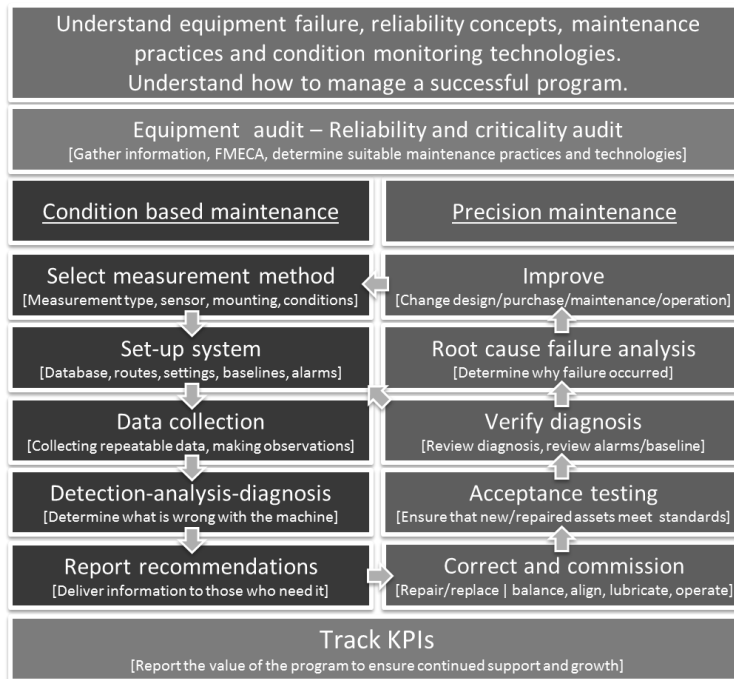 Understand equipment failure, reliability concepts, maintenance
practices and condition monitoring technologies.
Understand how to manage a successful program.
Equipment audit – Reliability and criticality audit
[Gather information, FMECA, determine suitable maintenance practices and technologies]
Condition based maintenance
Select measurement method
[Measurement type, sensor, mounting, conditions]
Set-up system
[Database, routes, settings, baselines, alarms]
Data collection
[Collecting repeatable data, making observations]
Detection-analysis-diagnosis
[Determine what is wrong with the machine]
Report recommendations
[Deliver information to those who need it]
Precision maintenance
Improve
[Change design/purchase/maintenance/operation]
Root cause failure analysis
[Determine why failure occurred]
Verify diagnosis
[Review diagnosis, review alarms/baseline]
Acceptance testing
[Ensure that new/repaired assets meet standards]
Correct and commission
[Repair/replace | balance, align, lubricate, operate]
Track KPIs
[Report the value of the program to ensure continued support and growth]